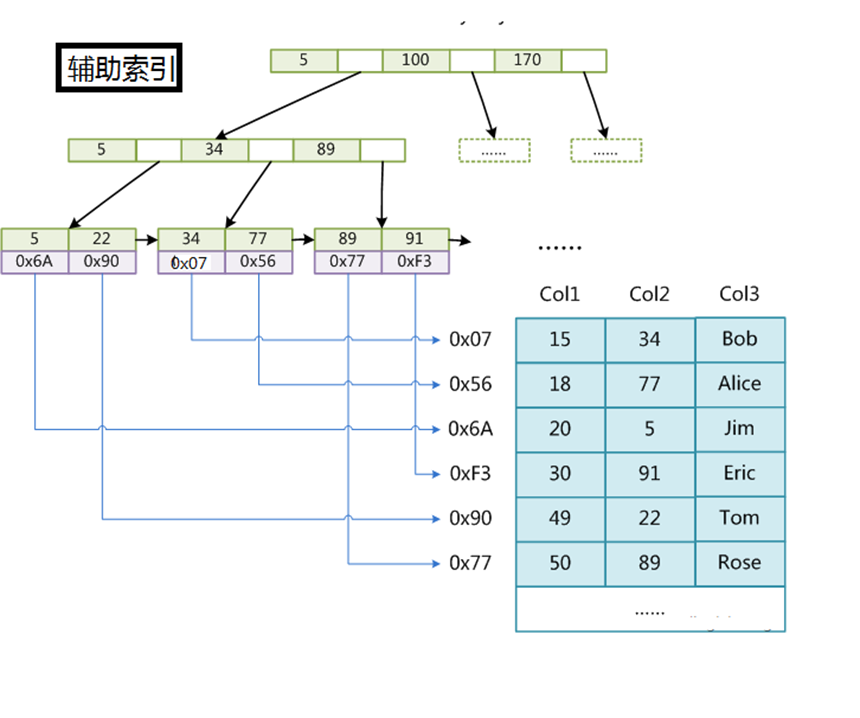 辅助索引
5 100 170
5 34 89
...... ......
5 22 34 77 89 91
0x6A 0x90 0x07 0x56 0x77 0xF3
......
Col1 Col2 Col3
0x07 15 34 Bob
0x56 18 77 Alice
0x6A 20 5 Jim
0xF3 30 91 Eric
0x90 49 22 Tom
0x77 50 89 Rose
......